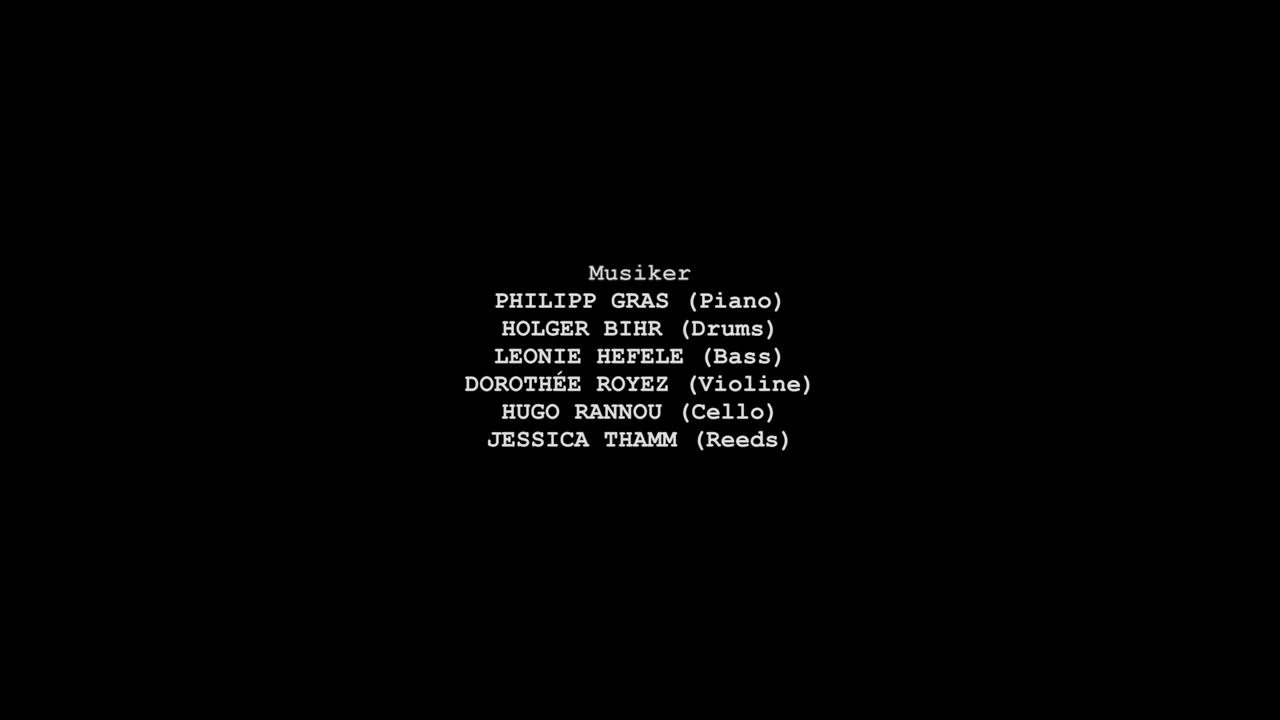 Musiker
PHILIPP GRAS (Piano)
HOLGER BIHR (Drums)
LEONIE HEFELE (Bass)
DOROTHÉE ROYEZ (Violine)
HUGO RANNOU (Cello)
JESSICA THAMM (Reeds)